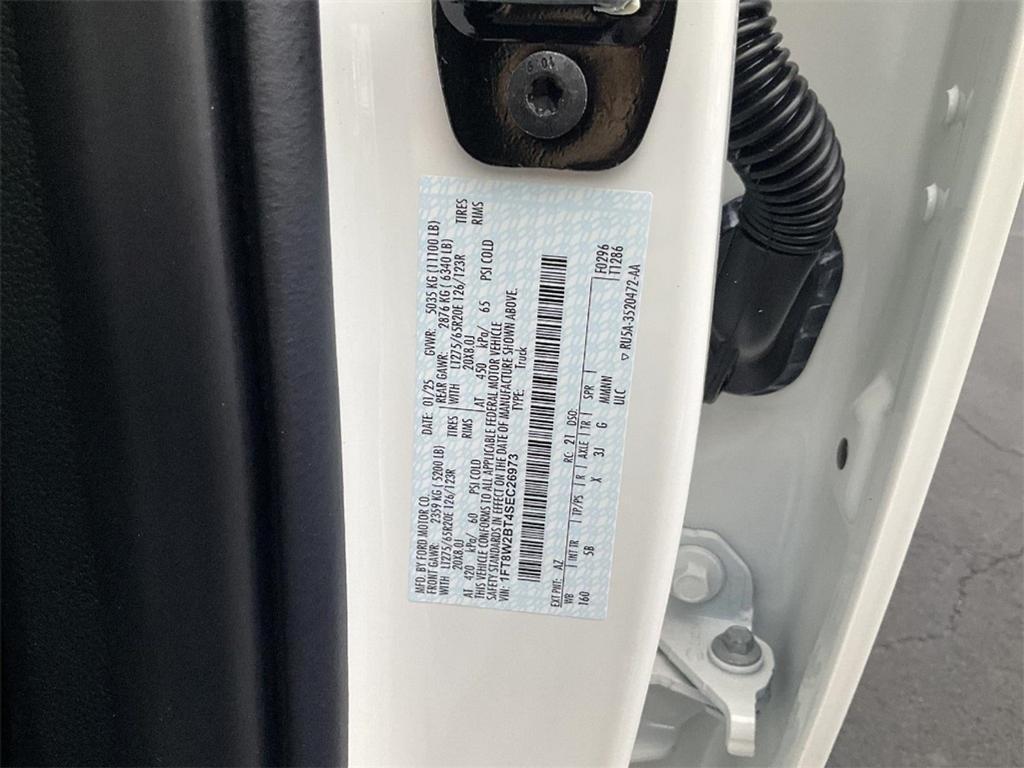 6 04
MFD. BY FORD MOTOR CO.
DATE: 01/25 GVWR: 5035 KG (11100 LB)
FRONT GAWR: 2359 KG ( 5200 LB)
REAR GAWR: 2876 KG ( 6340 LB)
WITH LT275/65R20E 126/123R TIRES
WITH LT275/65R20E 126/123R TIRES
20X8.0J RIMS
20X8.0J RIMS
AT 420 kPa/ 60 PSI COLD
AT 450 kPa/ 65 PSI COLD
THIS VEHICLE CONFORMS TO ALL APPLICABLE FEDERAL MOTOR VEHICLE
SAFETY STANDARDS IN EFFECT ON THE DATE OF MANUFACTURE SHOWN ABOVE.
VIN: 1FT8W2BT4SEC26973 TYPE: Truck
F0296
T1286
EXT PNT: AZ RC: 21 DSO:
WB INT TR TP/PS R AXLE TR SPR
160 SB X 3J G MMMN
ULC
▽ RU5A-3520472-AA